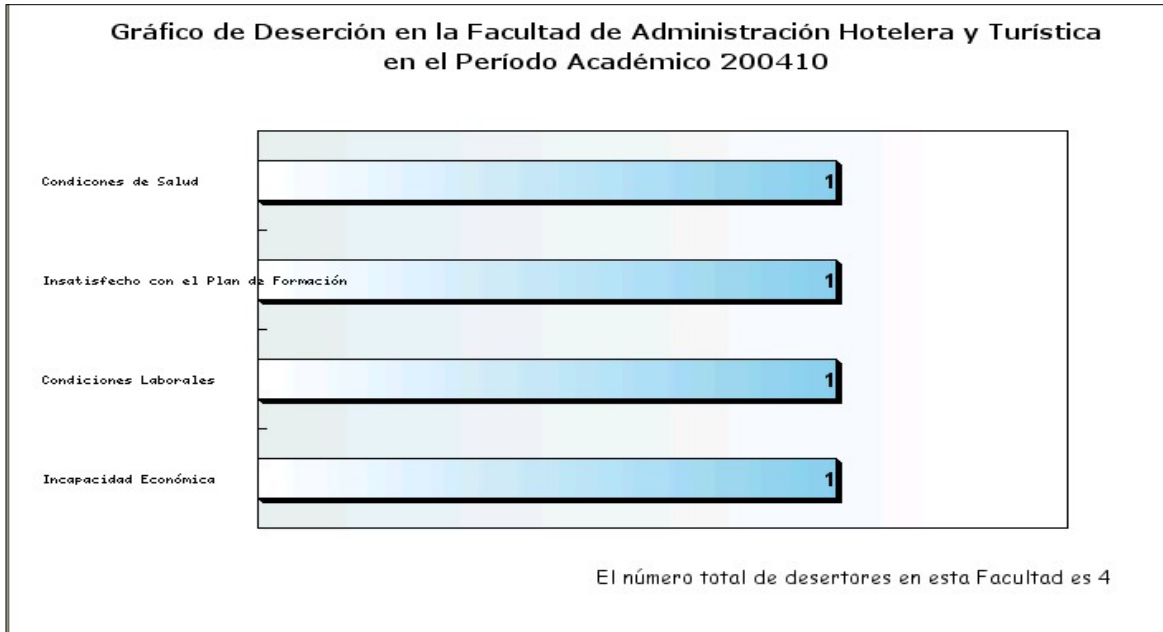 Gráfico de Deserción en la Facultad de Administración Hotelera y Turística
en el Período Académico 200410
Condicones de Salud
1
Insatisfecho con el Plan de Formación
1
Condiciones Laborales
1
Incapacidad Económica
1
El número total de desertores en esta Facultad es 4